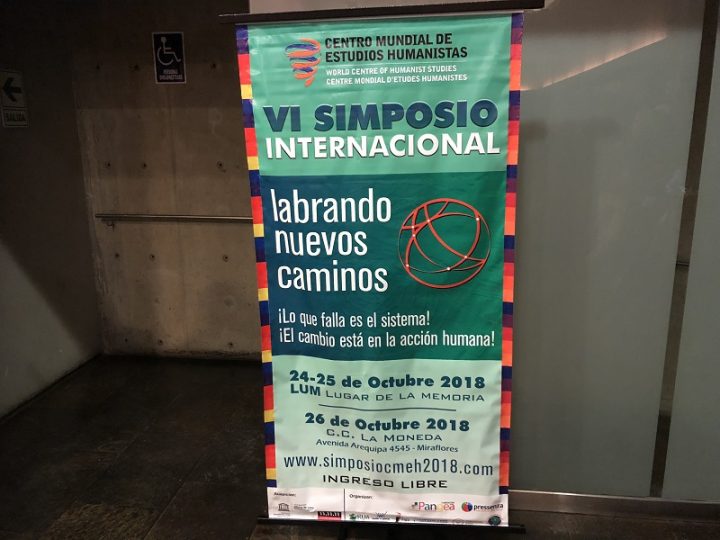 CENTRO MUNDIAL DE
ESTUDIOS HUMANISTAS
WORLD CENTRE OF HUMANIST STUDIES
CENTRE MONDIAL D'ETUDES HUMANISTES
VI SIMPOSIO
INTERNACIONAL
labrando
nuevos
caminos
¡Lo que falla es el sistema!
¡El cambio está en la acción humana!
24-25 de Octubre 2018
LUM LUGAR DE LA MEMORIA
26 de Octubre 2018
C.C. LA MONEDA
Avenida Arequipa 4545 - Miraflores
www.simposiocmeh2018.com
INGRESO LIBRE
Organizan:
Pangea
pressenza
SALIDA